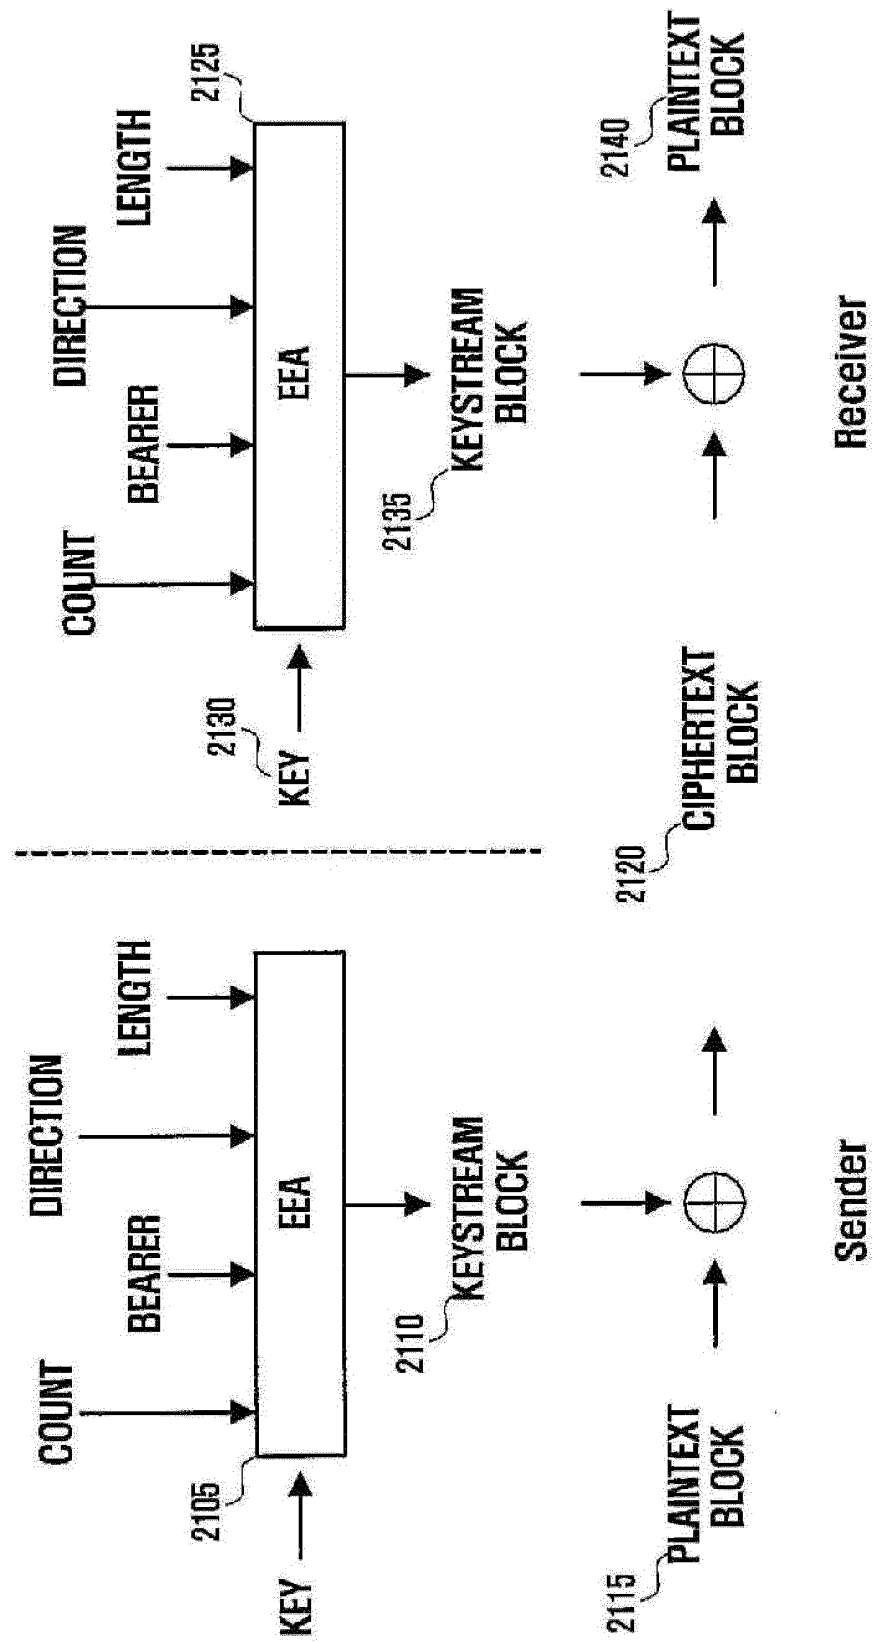 COUNT
DIRECTION
BEARER
LENGTH
2105
KEY
EEA
2110
KEYSTREAM
BLOCK
2115
PLAINTEXT
BLOCK
Sender
COUNT
DIRECTION
BEARER
LENGTH
2125
2130
KEY
EEA
2135
KEYSTREAM
BLOCK
2120
CIPHERTEXT
BLOCK
2140
PLAINTEXT
BLOCK
Receiver